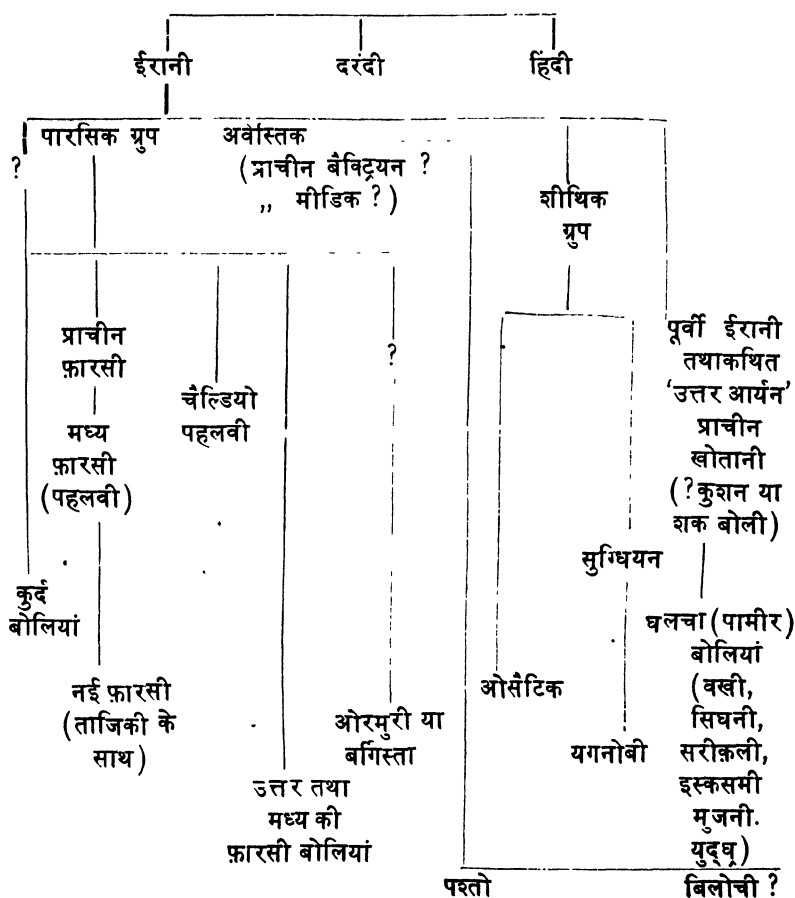 ईरानी दरंदी हिंदी
पारसिक ग्रुप
?
अवेस्तिक
(प्राचीन बैक्ट्रियन ?
,, मीडिक ?)
शीथिक
ग्रुप
प्राचीन
फ़ारसी
मध्य
फ़ारसी
(पहलवी)
चैल्डियो
पहलवी
?
पूर्वी ईरानी
तथाकथित
‘उत्तर आर्यन’
प्राचीन
खोतानी
(?कुशन या
शक बोली)
सुग्धियन
कुर्द
बोलियां
नई फ़ारसी
(ताजिकी के
साथ)
उत्तर तथा
मध्य की
फ़ारसी बोलियां
ओरमुरी या
बर्गिस्ता
ओसैटिक
यगनोबी
घलचा (पामीर)
बोलियां
(वखी,
सिघनी,
सरीक़ली,
इस्कसमी
मुजनी.
युद्घ्)
पश्तो
बिलोची ?